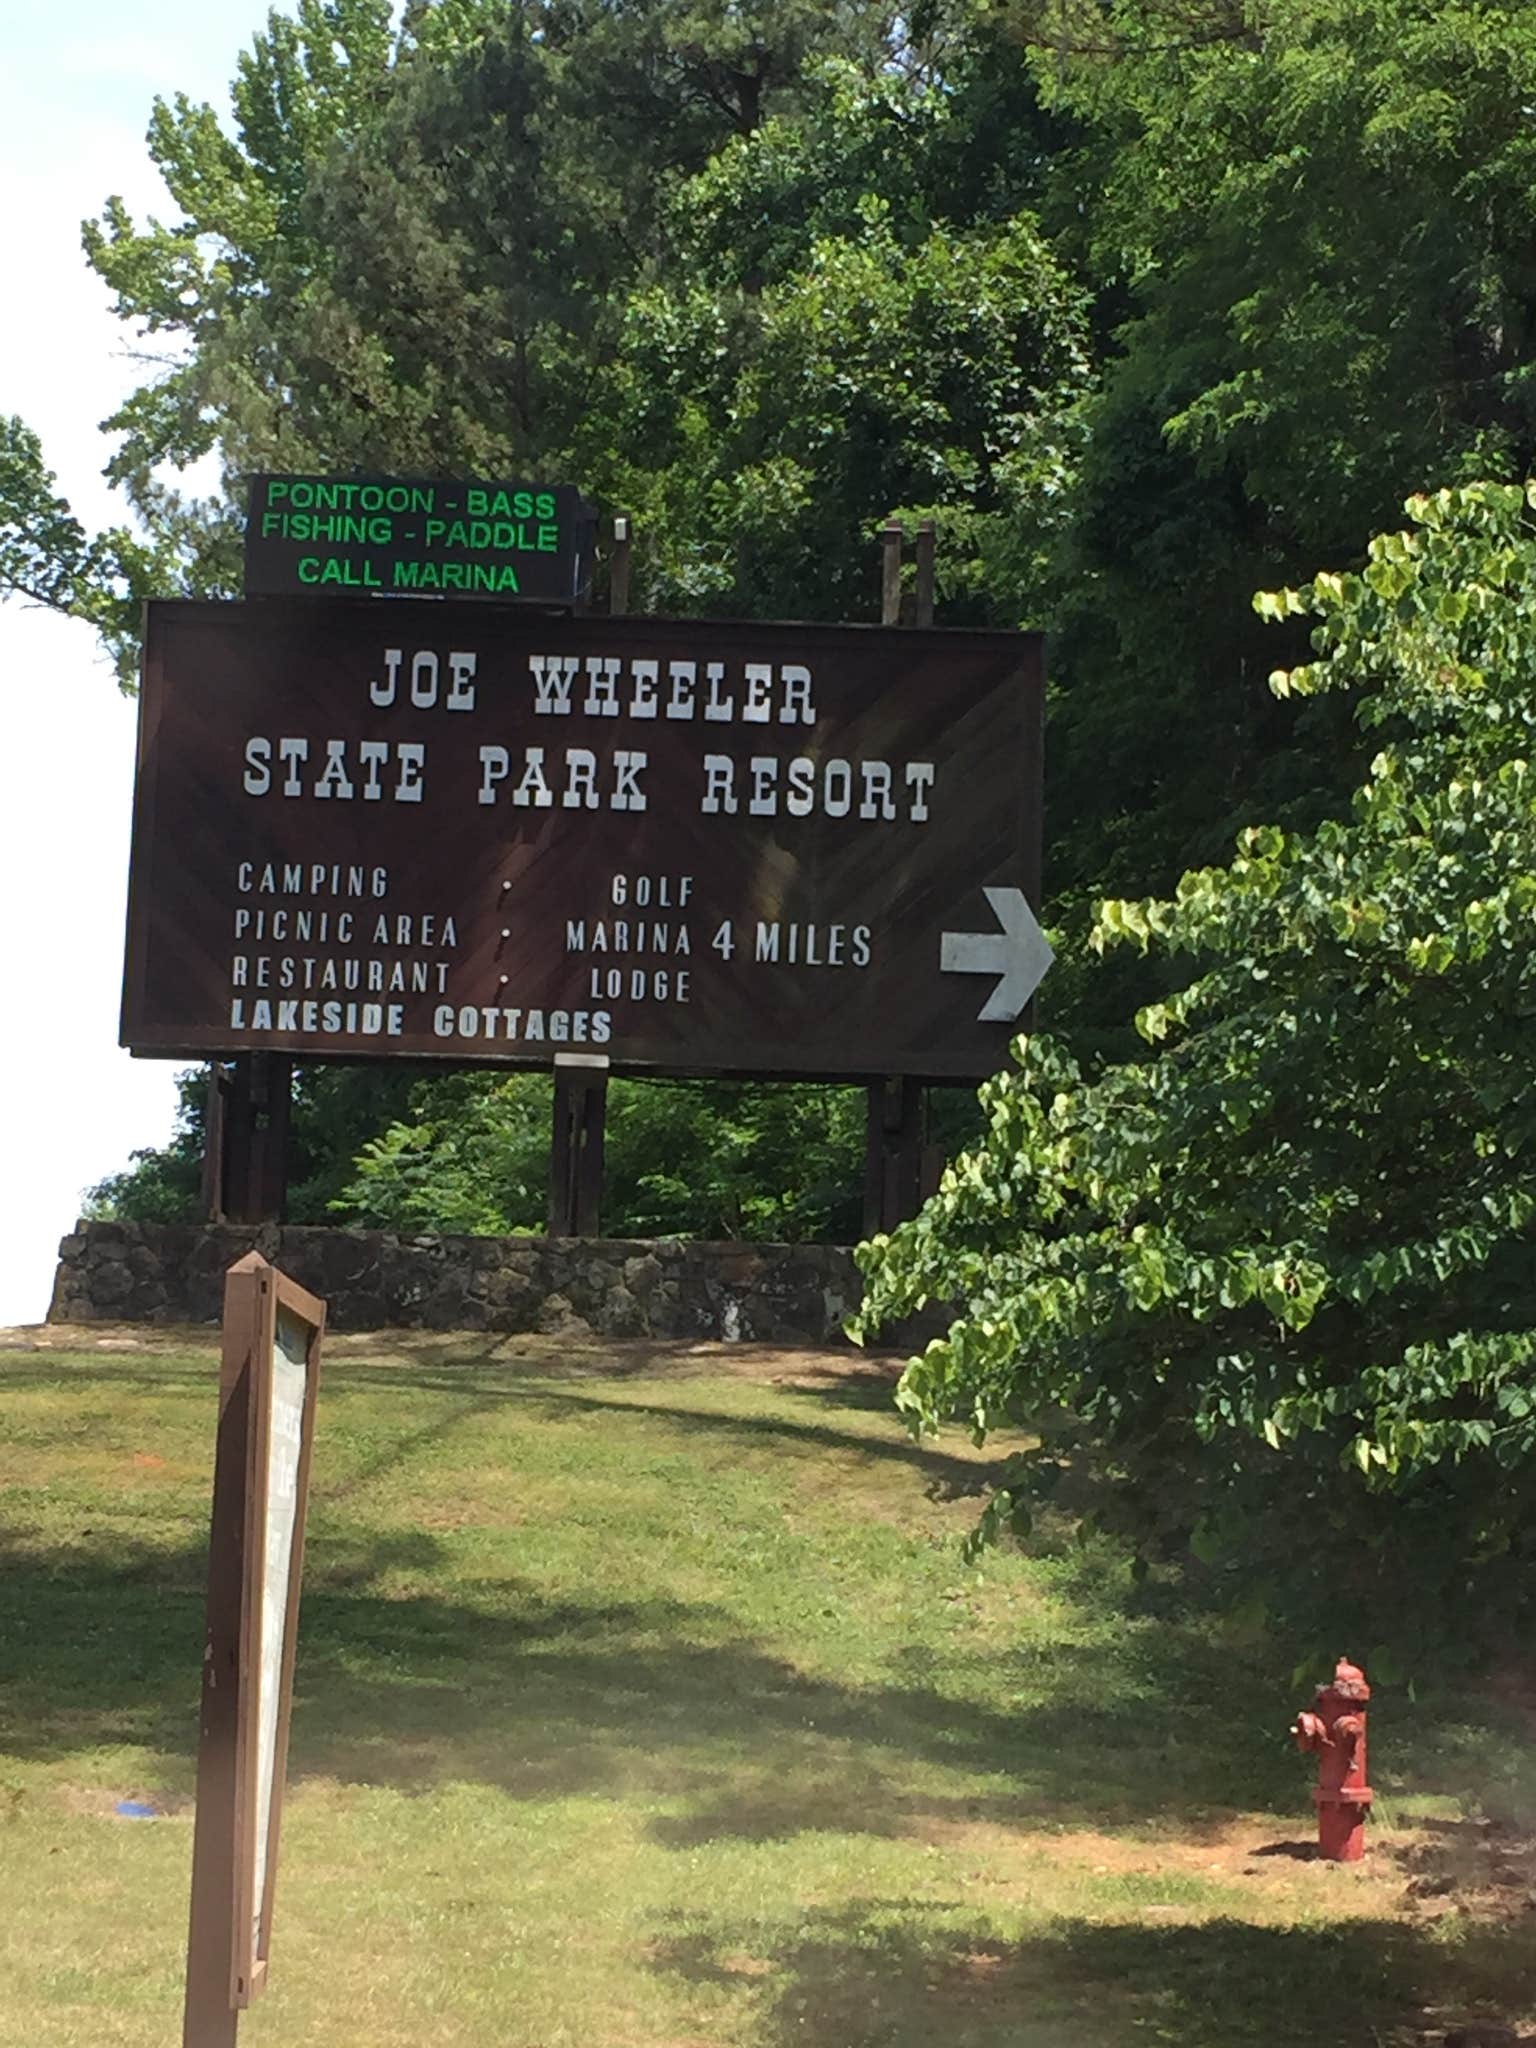 PONTOON - BASS
FISHING - PADDLE
CALL MARINA
JOE WHEELER
STATE PARK RESORT
CAMPING • GOLF
PICNIC AREA • MARINA 4 MILES
RESTAURANT • LODGE
LAKESIDE COTTAGES